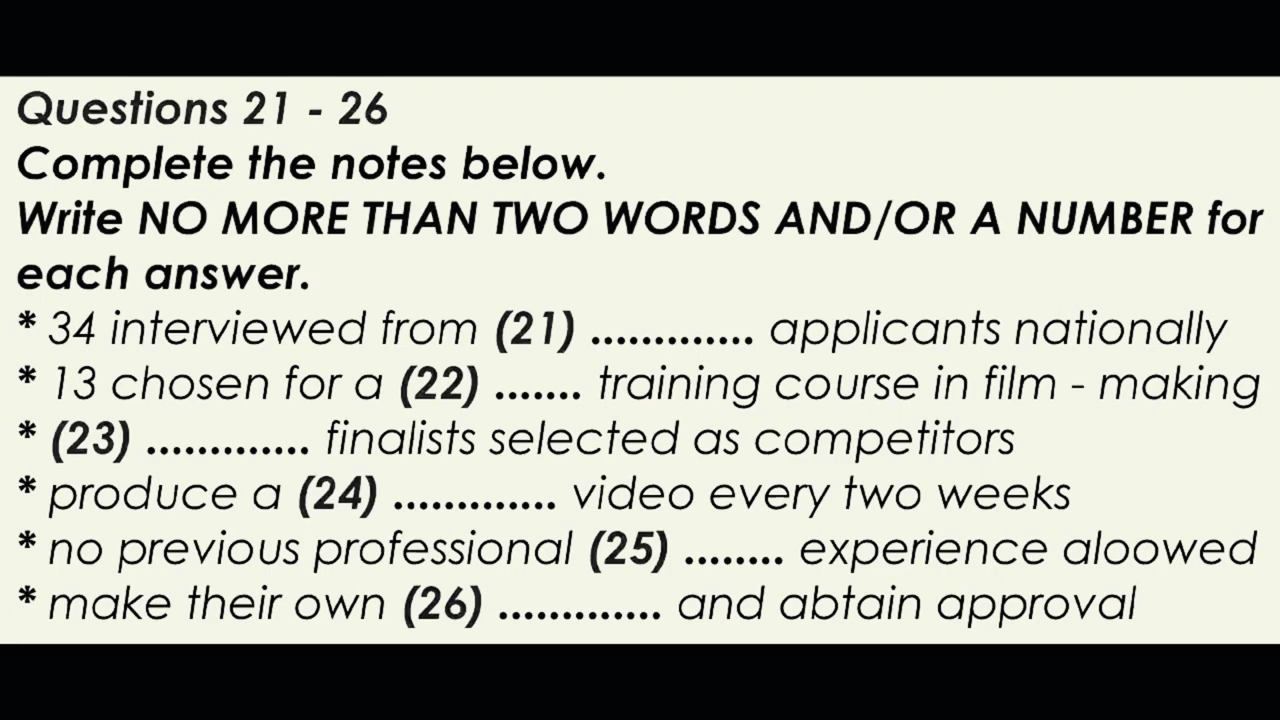 Questions 21 - 26
Complete the notes below.
Write NO MORE THAN TWO WORDS AND/OR A NUMBER for
each answer.
* 34 interviewed from (21) ............. applicants nationally
* 13 chosen for a (22) ....... training course in film - making
* (23) ............. finalists selected as competitors
* produce a (24) ............. video every two weeks
* no previous professional (25) ........ experience aloowed
* make their own (26) ............. and abtain approval